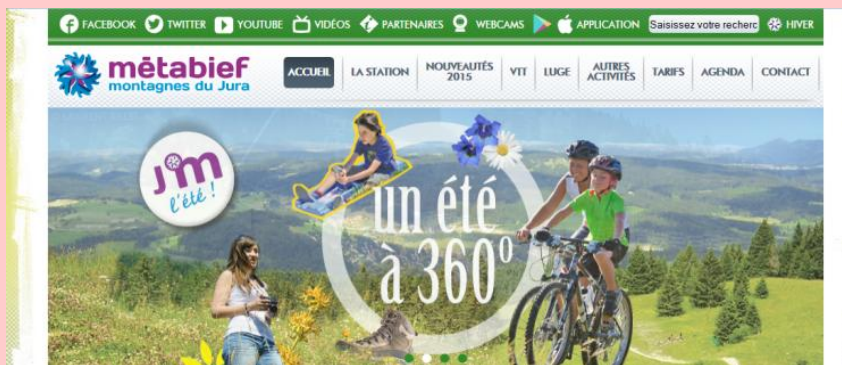 FACEBOOK TWITTER YOUTUBE VIDÉOS PARTENAIRES WEBCAMS APPLICATION Saisissez votre recherc HIVER
mētabief
montagnes du Jura
ACCUEIL LA STATION NOUVEAUTÉS 2015 VTT LUGE AUTRES ACTIVITÉS TARIFS AGENDA CONTACT
J'M
l'été !
un été
à 360°